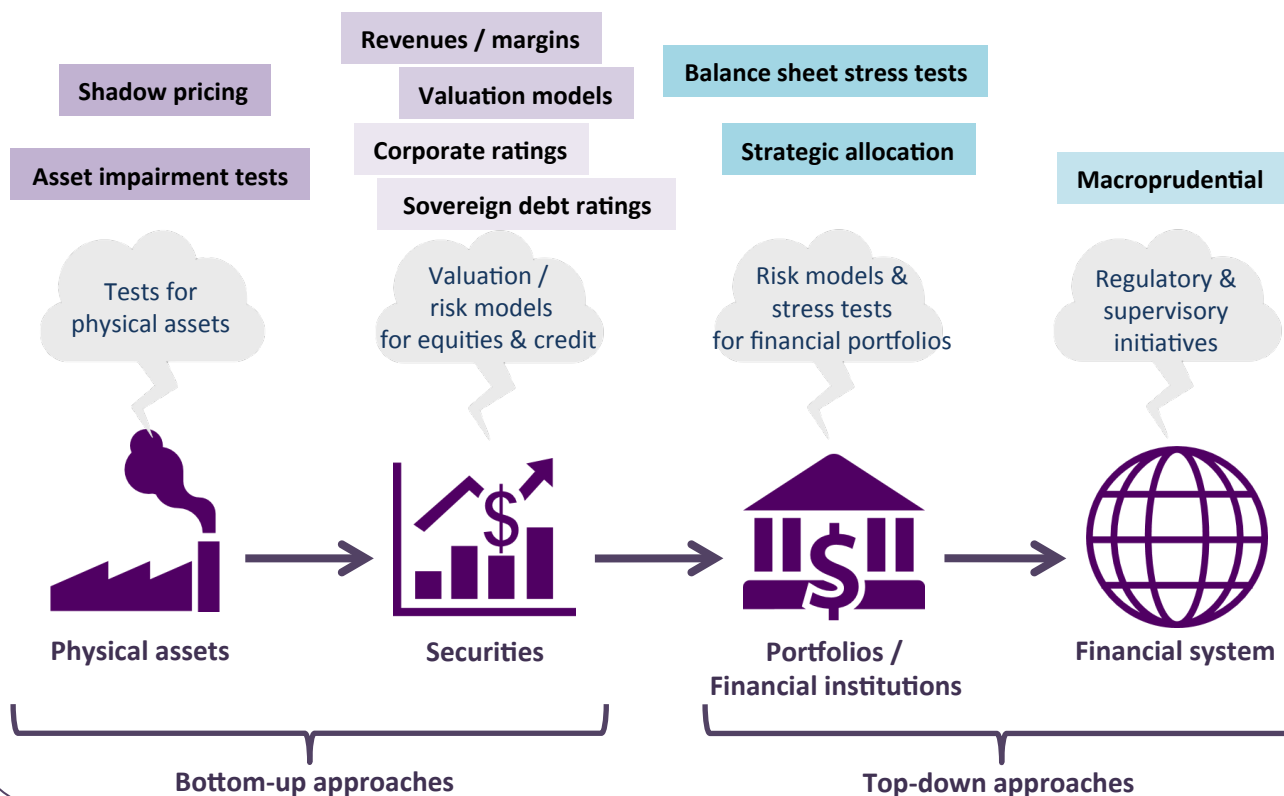 Shadow pricing
Asset impairment tests
Revenues / margins
Valuation models
Corporate ratings
Sovereign debt ratings
Balance sheet stress tests
Strategic allocation
Macroprudential
Tests for
physical assets
Valuation /
risk models
for equities & credit
Risk models &
stress tests
for financial portfolios
Regulatory &
supervisory
initiatives
$
$
Physical assets
Securities
Portfolios /
Financial institutions
Financial system
Bottom-up approaches
Top-down approaches